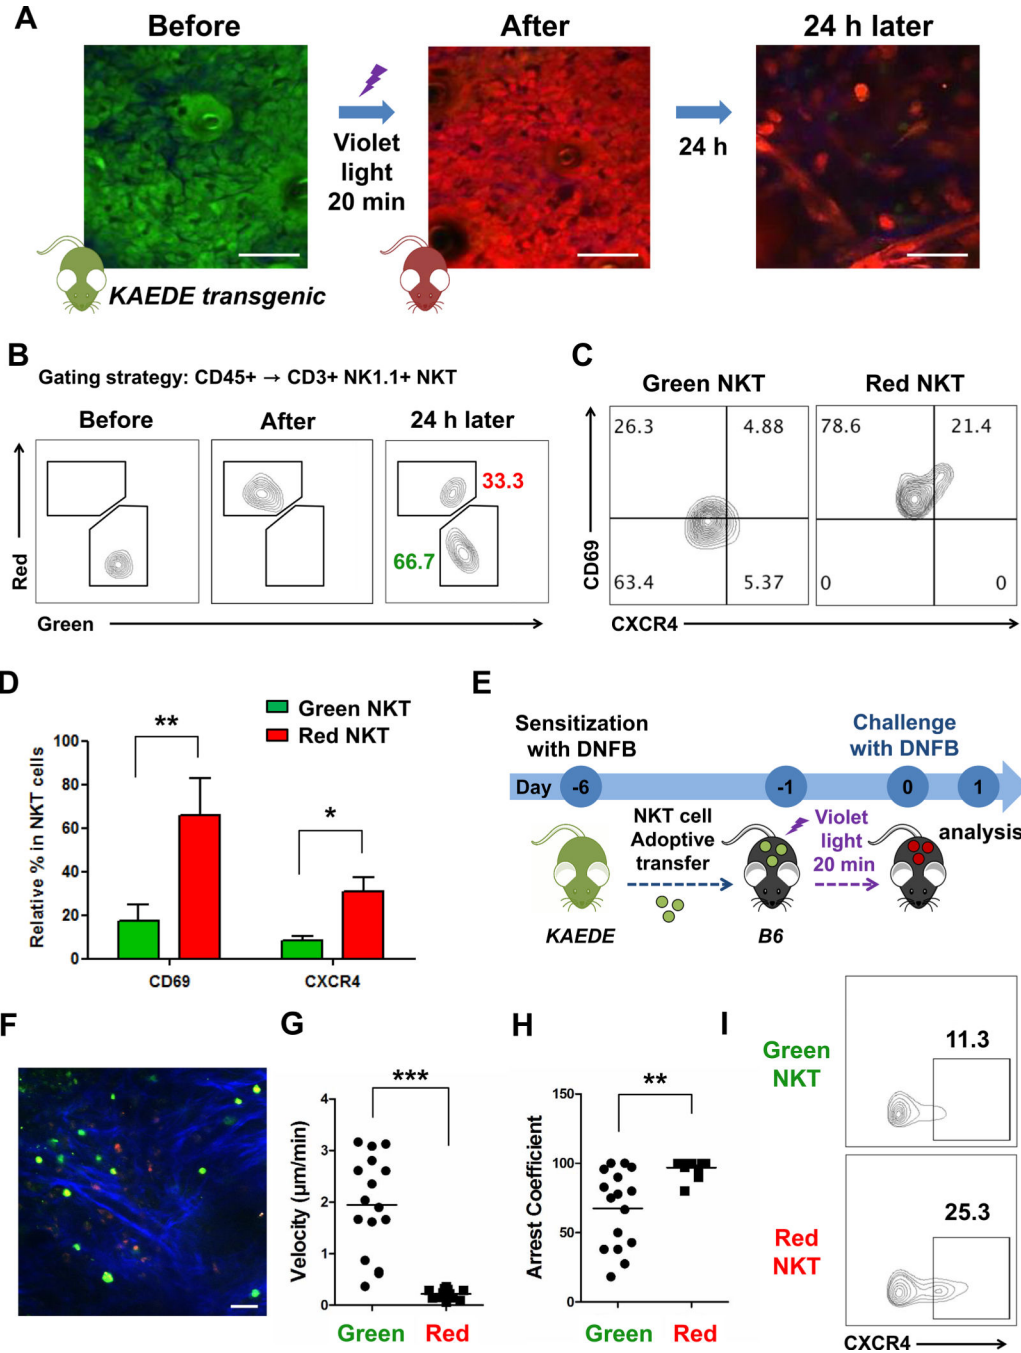 A
Before
After
24 h later
Violet
light
20 min
24 h
KAEDE transgenic
B
Gating strategy: CD45+ → CD3+ NK1.1+ NKT
Before
After
24 h later
33.3
66.7
Red
Green
C
Green NKT
Red NKT
26.3
4.88
78.6
21.4
63.4
5.37
0
0
CD69
CXCR4
D
Green NKT
Red NKT
**
*
100
80
60
40
20
0
Relative % in NKT cells
CD69
CXCR4
E
Sensitization
with DNFB
Challenge
with DNFB
Day
-6
-1
0
1
NKT cell
Adoptive
transfer
Violet
light
20 min
analysis
KAEDE
B6
F
G
***
4
3
2
1
0
Velocity (µm/min)
Green
Red
H
**
150
100
50
0
Arrest Coefficient
Green
Red
I
Green
NKT
11.3
Red
NKT
25.3
CXCR4